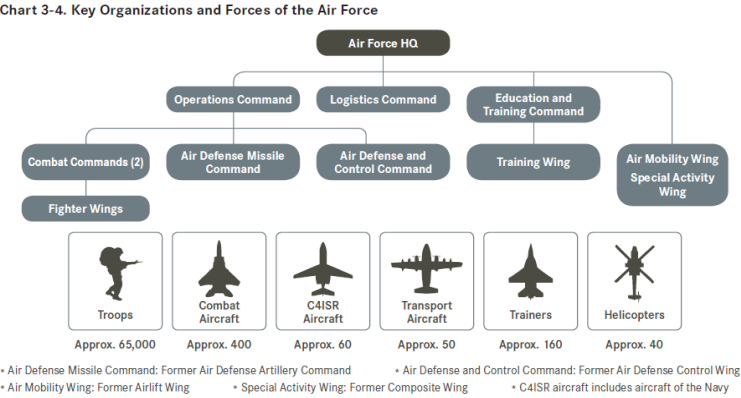 Chart 3-4. Key Organizations and Forces of the Air Force
Air Force HQ
Operations Command
Logistics Command
Education and
Training Command
Combat Commands (2)
Air Defense Missile
Command
Air Defense and
Control Command
Training Wing
Air Mobility Wing
Special Activity
Wing
Fighter Wings
Troops
Combat
Aircraft
C4ISR
Aircraft
Transport
Aircraft
Trainers
Helicopters
Approx. 65,000
Approx. 400
Approx. 60
Approx. 50
Approx. 160
Approx. 40
* Air Defense Missile Command: Former Air Defense Artillery Command
* Air Defense and Control Command: Former Air Defense Control Wing
* Air Mobility Wing: Former Airlift Wing
* Special Activity Wing: Former Composite Wing
* C4ISR aircraft includes aircraft of the Navy